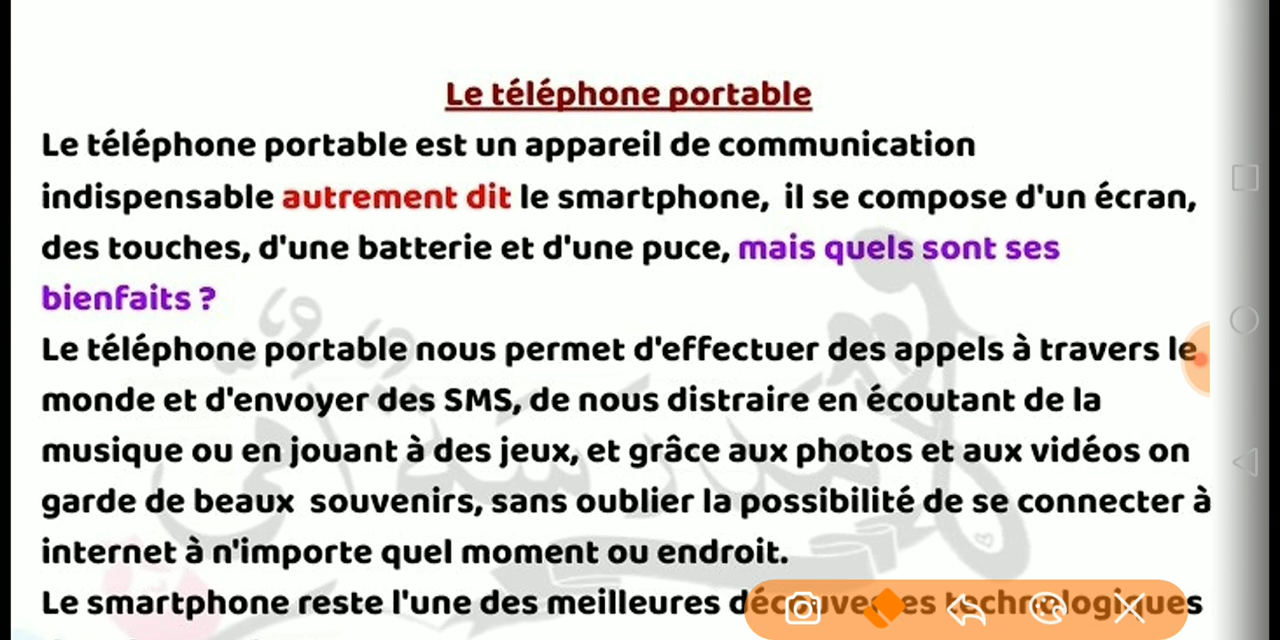 Le téléphone portable
Le téléphone portable est un appareil de communication
indispensable autrement dit le smartphone, il se compose d'un écran,
des touches, d'une batterie et d'une puce, mais quels sont ses
bienfaits ?
Le téléphone portable nous permet d'effectuer des appels à travers le
monde et d'envoyer des SMS, de nous distraire en écoutant de la
musique ou en jouant à des jeux, et grâce aux photos et aux vidéos on
garde de beaux souvenirs, sans oublier la possibilité de se connecter à
internet à n'importe quel moment ou endroit.
Le smartphone reste l'une des meilleures découvertes technologiques